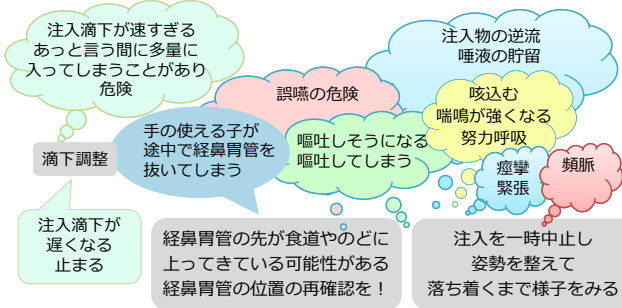 注入滴下が速すぎる
あっと言う間に多量に
入ってしまうことがあり
危険
注入物の逆流
唾液の貯留
誤嚥の危険
咳込む
喘鳴が強くなる
努力呼吸
手の使える子が
途中で経鼻胃管を
抜いてしまう
嘔吐しそうになる
嘔吐してしまう
滴下調整
痙攣
緊張
頻脈
注入滴下が
遅くなる
止まる
経鼻胃管の先が食道やのどに
上ってきている可能性がある
経鼻胃管の位置の再確認を！
注入を一時中止し
姿勢を整えて
落ち着くまで様子をみる